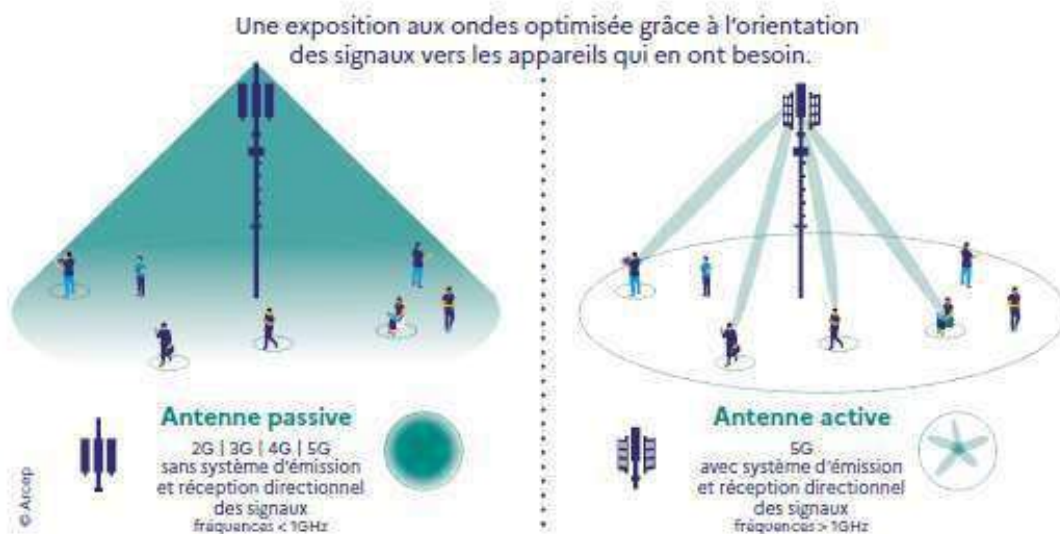 Une exposition aux ondes optimisée grâce à l'orientation
des signaux vers les appareils qui en ont besoin.
Antenne passive
2G | 3G | 4G | 5G
sans système d'émission
et réception directionnel
des signaux
fréquences < 1GHz
Antenne active
5G
avec système d'émission
et réception directionnel
des signaux
fréquences > 1GHz
© Arcep